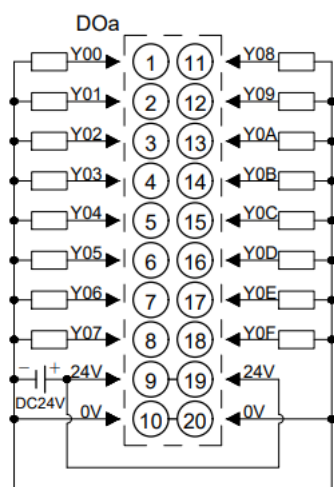 DOa
Y00 1 11 Y08
Y01 2 12 Y09
Y02 3 13 Y0A
Y03 4 14 Y0B
Y04 5 15 Y0C
Y05 6 16 Y0D
Y06 7 17 Y0E
Y07 8 18 Y0F
− + 24V 9 19 24V
DC24V
0V 10 20 0V